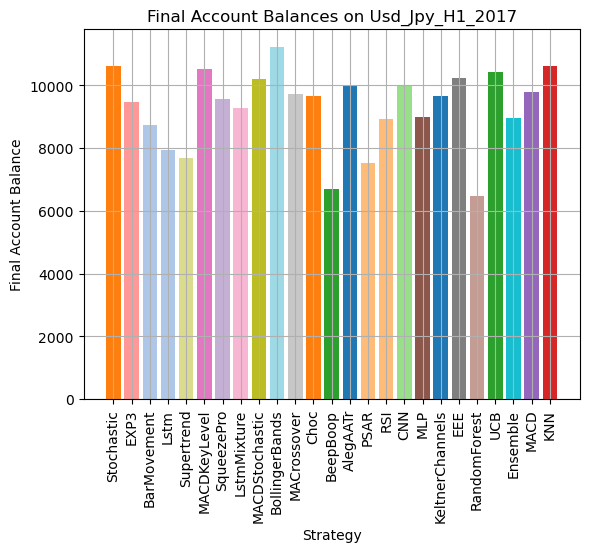 Final Account Balances on Usd_Jpy_H1_2017
Final Account Balance
10000
8000
6000
4000
2000
0
Stochastic
EXP3
BarMovement
Lstm
Supertrend
MACDKeyLevel
SqueezePro
LstmMixture
MACDStochastic
BollingerBands
MACrossover
Choc
BeepBoop
AlegAATr
PSAR
RSI
CNN
MLP
KeltnerChannels
EEE
RandomForest
UCB
Ensemble
MACD
KNN
Strategy